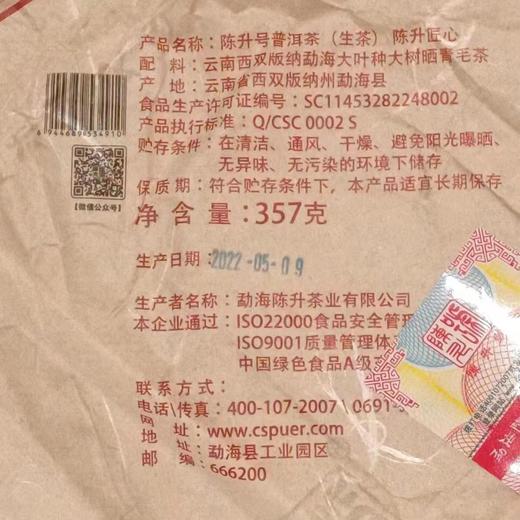 产品名称：陈升号普洱茶（生茶） 陈升匠心
配　料：云南西双版纳勐海大叶种大树晒青毛茶
产　地：云南省西双版纳州勐海县
食品生产许可证编号：SC11453282248002
产品执行标准：Q/CSC 0002 S
贮存条件：在清洁、通风、干燥、避免阳光曝晒、
无异味、无污染的环境下储存
保 质 期：符合贮存条件下，本产品适宜长期保存
净 含 量：357克
6944689534910
【微信公众号】
生产日期：2022-05-09
生产者名称：勐海陈升茶业有限公司
本企业通过：ISO22000食品安全管理
ISO9001质量管理体
中国绿色食品A级
联系方式：
电话\传真：400-107-2007\0691-
网　址：www.cspuer.com
地　址：勐海县工业园区
邮　编：666200